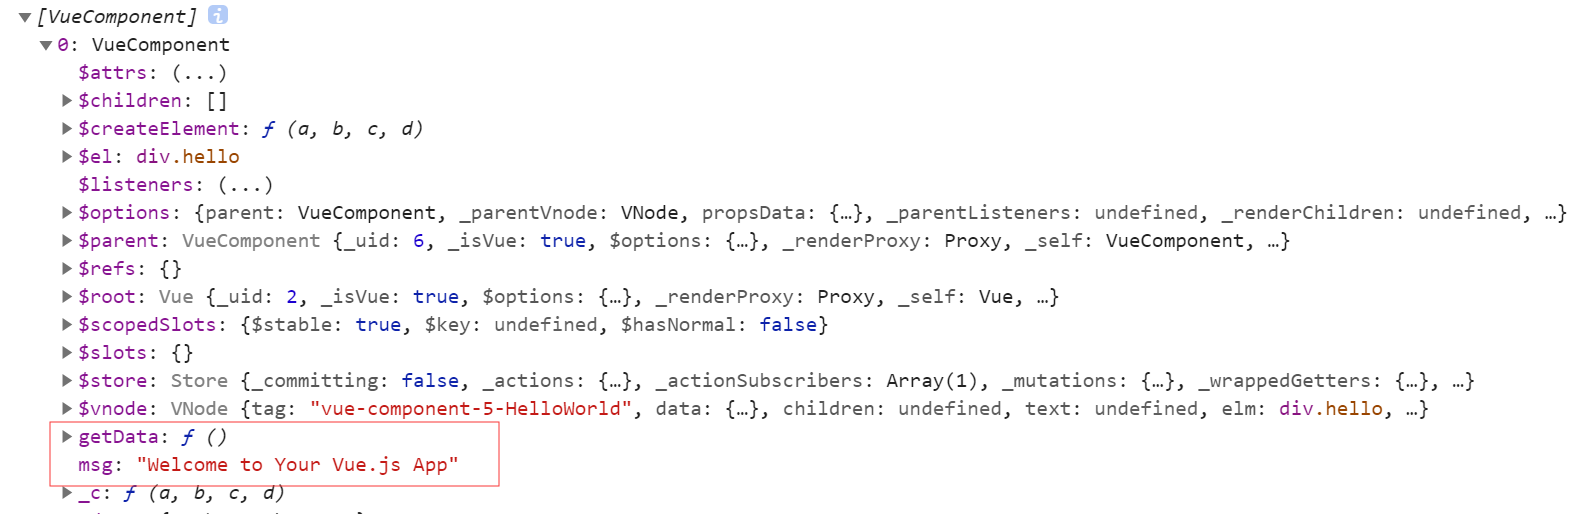 [VueComponent] i
0: VueComponent
$attrs: (...)
$children: []
$createElement: ƒ (a, b, c, d)
$el: div.hello
$listeners: (...)
$options: {parent: VueComponent, _parentVnode: VNode, propsData: {…}, _parentListeners: undefined, _renderChildren: undefined, …}
$parent: VueComponent {_uid: 6, _isVue: true, $options: {…}, _renderProxy: Proxy, _self: VueComponent, …}
$refs: {}
$root: Vue {_uid: 2, _isVue: true, $options: {…}, _renderProxy: Proxy, _self: Vue, …}
$scopedSlots: {$stable: true, $key: undefined, $hasNormal: false}
$slots: {}
$store: Store {_committing: false, _actions: {…}, _actionSubscribers: Array(1), _mutations: {…}, _wrappedGetters: {…}, …}
$vnode: VNode {tag: "vue-component-5-HelloWorld", data: {…}, children: undefined, text: undefined, elm: div.hello, …}
getData: ƒ ()
msg: "Welcome to Your Vue.js App"
_c: ƒ (a, b, c, d)